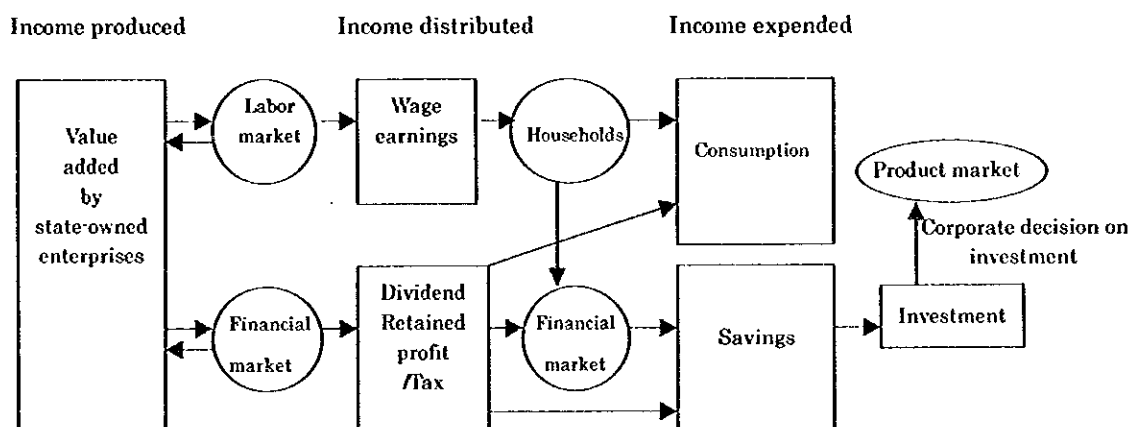 Income produced
Income distributed
Income expended
Value
added
by
state-owned
enterprises
Labor
market
Wage
earnings
Households
Consumption
Product market
Corporate decision on
investment
Financial
market
Dividend
Retained
profit
/Tax
Financial
market
Savings
Investment